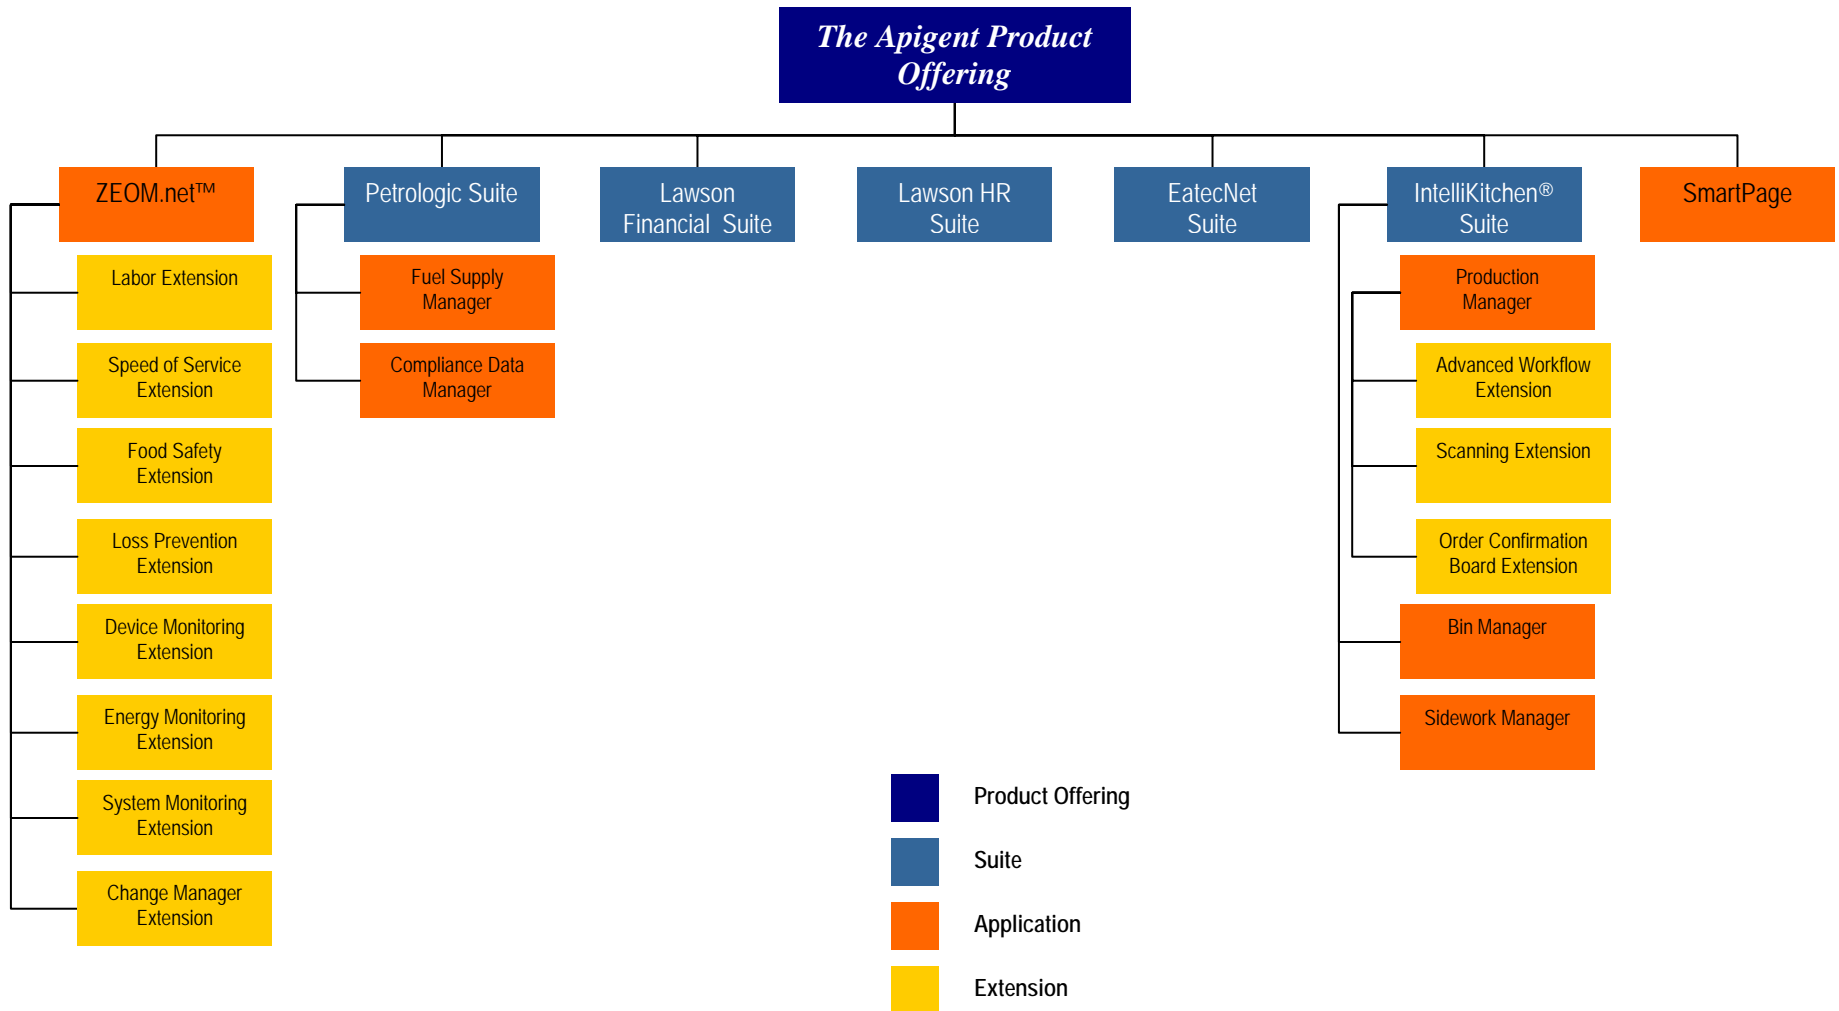 The Apigent Product
Offering
ZEOM.net™
Petrologic Suite
Lawson
Financial  Suite
Lawson HR
Suite
EatecNet
Suite
IntelliKitchen®
Suite
SmartPage
Labor Extension
Speed of Service
Extension
Food Safety
Extension
Loss Prevention
Extension
Device Monitoring
Extension
Energy Monitoring
Extension
System Monitoring
Extension
Change Manager
Extension
Fuel Supply
Manager
Compliance Data
Manager
Production
Manager
Advanced Workflow
Extension
Scanning Extension
Order Confirmation
Board Extension
Bin Manager
Sidework Manager
Product Offering
Suite
Application
Extension